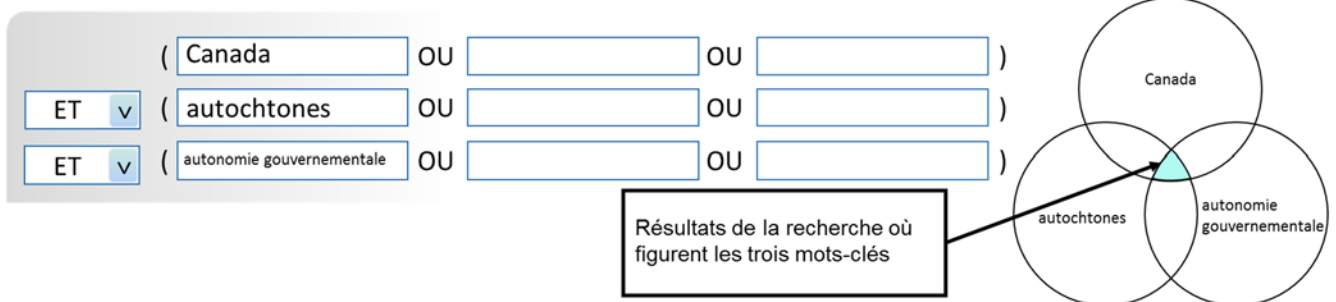 ( Canada OU OU )
ET v ( autochtones OU OU )
ET v ( autonomie gouvernementale OU OU )
Résultats de la recherche où
figurent les trois mots-clés
Canada
autochtones
autonomie
gouvernementale